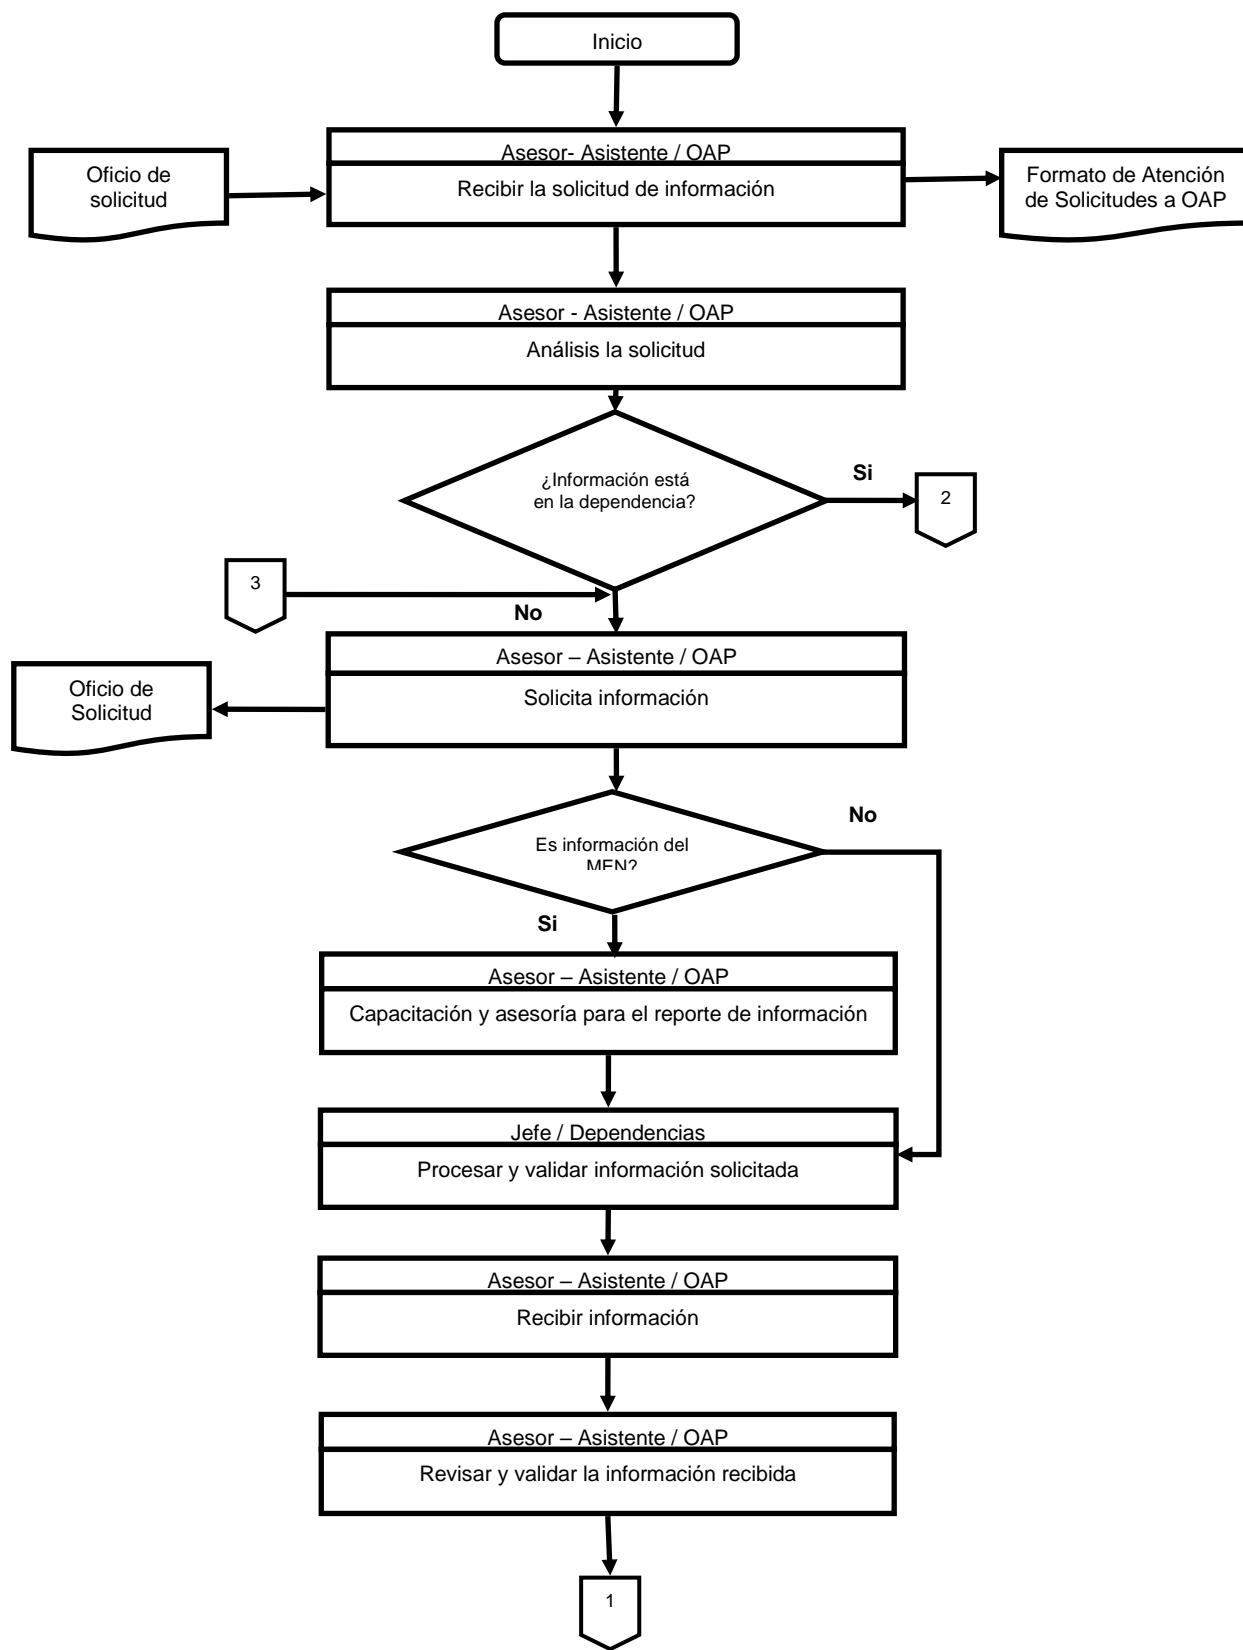 Inicio
Asesor- Asistente / OAP
Oficio de
solicitud
Recibir la solicitud de información
Formato de Atención
de Solicitudes a OAP
Asesor - Asistente / OAP
Análisis la solicitud
¿Información está
en la dependencia?
Si
2
3
No
Asesor – Asistente / OAP
Solicita información
Oficio de
Solicitud
Es información del
MEN?
No
Si
Asesor – Asistente / OAP
Capacitación y asesoría para el reporte de información
Jefe / Dependencias
Procesar y validar información solicitada
Asesor – Asistente / OAP
Recibir información
Asesor – Asistente / OAP
Revisar y validar la información recibida
1